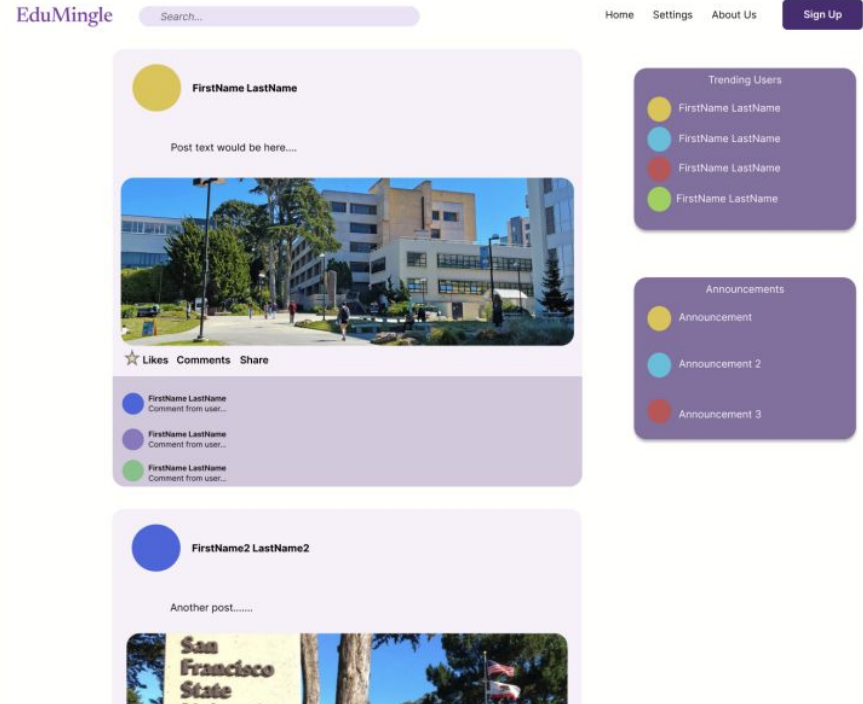 EduMingle
Search...
Home Settings About Us Sign Up
FirstName LastName
Post text would be here....
Likes Comments Share
FirstName LastName
Comment from user...
FirstName LastName
Comment from user...
FirstName LastName
Comment from user...
FirstName2 LastName2
Another post.......
San
Francisco
State
Trending Users
FirstName LastName
FirstName LastName
FirstName LastName
FirstName LastName
Announcements
Announcement
Announcement 2
Announcement 3